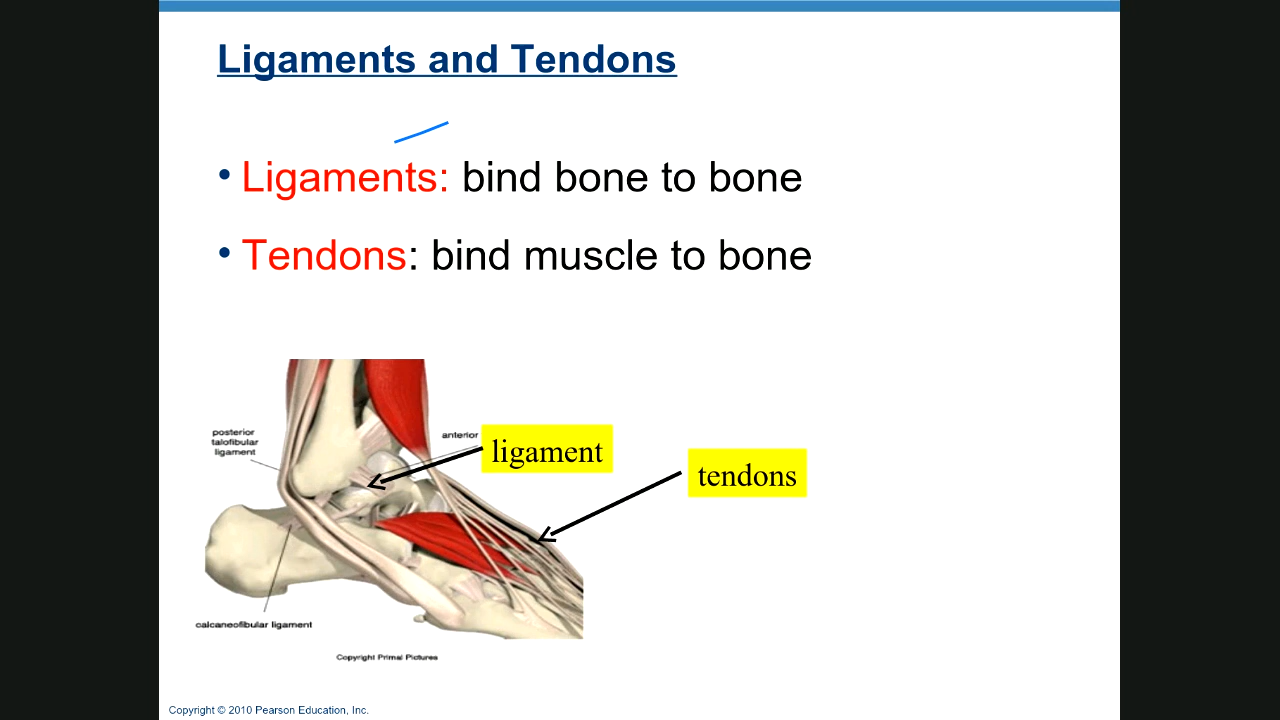 Ligaments and Tendons
• Ligaments: bind bone to bone
• Tendons: bind muscle to bone
posterior
talofibular
ligament
anterior
ligament
tendons
calcaneofibular ligament
Copyright Primal Pictures
Copyright © 2010 Pearson Education, Inc.